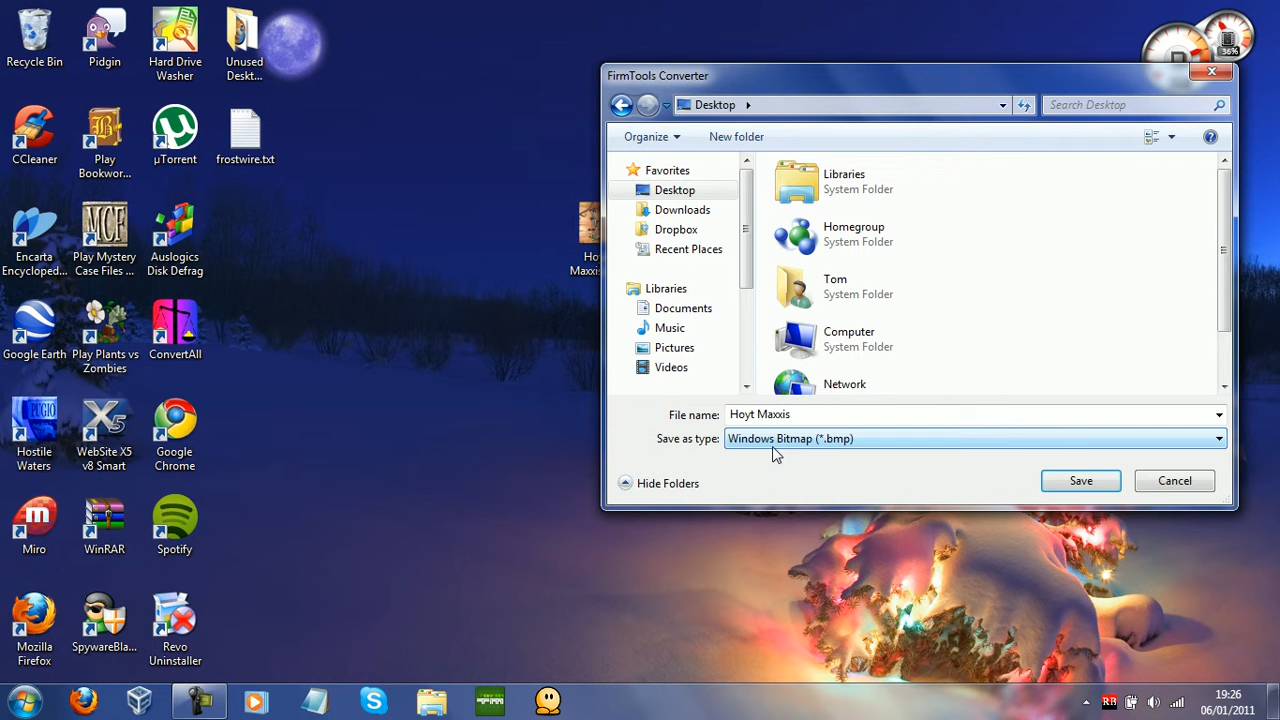 Recycle Bin
Pidgin
Hard Drive
Washer
Unused
Deskt...
CCleaner
Play
Bookwor...
µTorrent
frostwire.txt
Encarta
Encycloped...
Play Mystery
Case Files ...
Auslogics
Disk Defrag
Google Earth
Play Plants vs
Zombies
ConvertAll
Hostile
Waters
WebSite X5
v8 Smart
Google
Chrome
Miro
WinRAR
Spotify
Mozilla
Firefox
SpywareBla...
Revo
Uninstaller
Ho
Maxxis
36%
FirmTools Converter
Desktop
Search Desktop
Organize
New folder
Favorites
Desktop
Downloads
Dropbox
Recent Places
Libraries
Documents
Music
Pictures
Videos
Libraries
System Folder
Homegroup
System Folder
Tom
System Folder
Computer
System Folder
Network
File name: Hoyt Maxxis
Save as type: Windows Bitmap (*.bmp)
Hide Folders
Save
Cancel
RB
19:26
06/01/2011